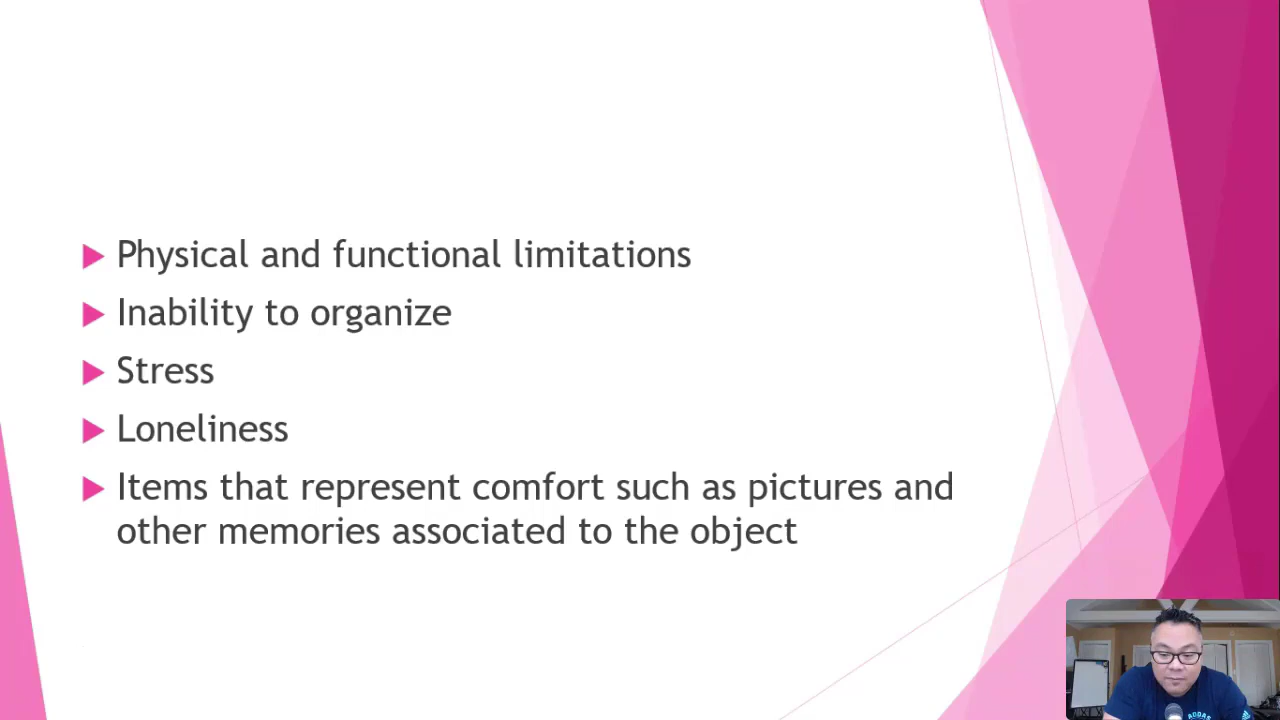 Physical and functional limitations
Inability to organize
Stress
Loneliness
Items that represent comfort such as pictures and
other memories associated to the object